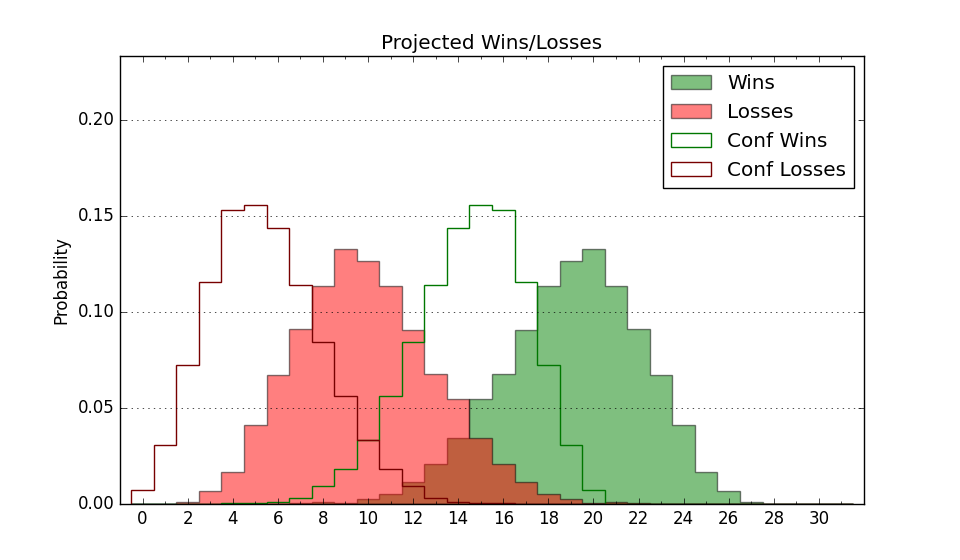 Projected Wins/Losses
Wins
Losses
Conf Wins
Conf Losses
Probability
0.20
0.15
0.10
0.05
0.00
0 2 4 6 8 10 12 14 16 18 20 22 24 26 28 30